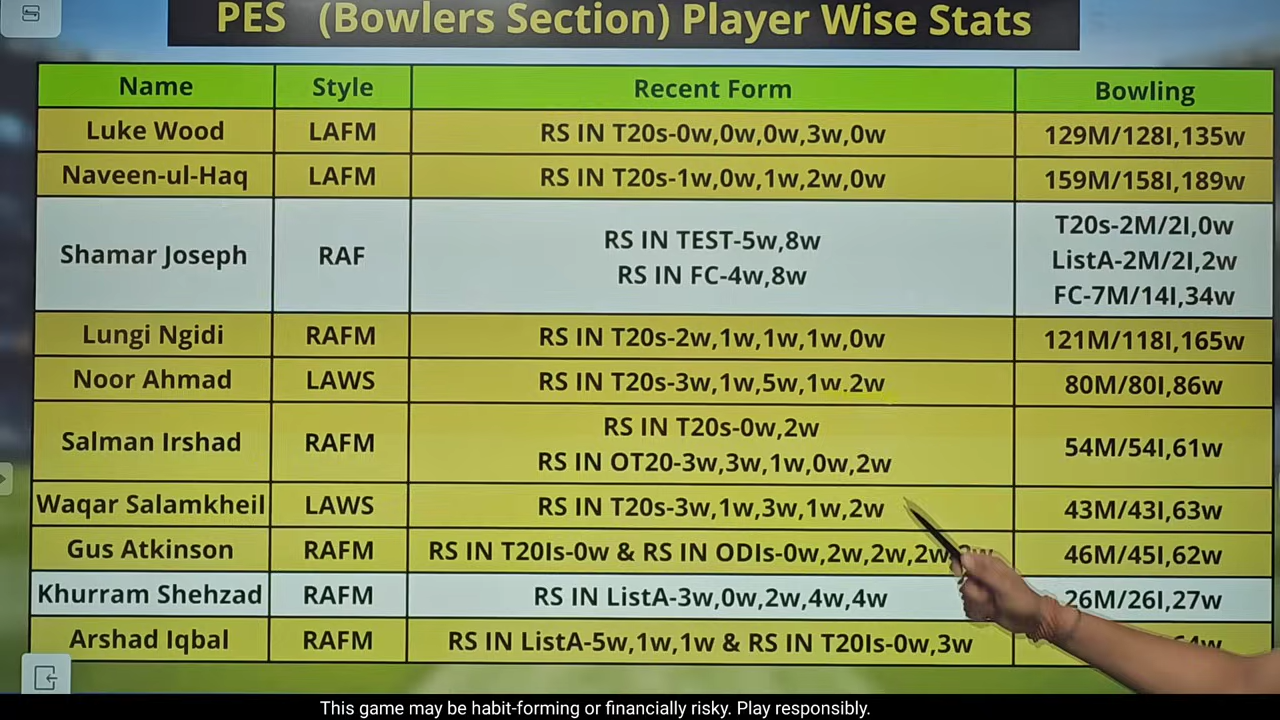 PES (Bowlers Section) Player Wise Stats
Name Style Recent Form Bowling
Luke Wood LAFM RS IN T20s-0w,0w,0w,3w,0w 129M/128I,135w
Naveen-ul-Haq LAFM RS IN T20s-1w,0w,1w,2w,0w 159M/158I,189w
Shamar Joseph RAF RS IN TEST-5w,8w
RS IN FC-4w,8w
T20s-2M/2I,0w
ListA-2M/2I,2w
FC-7M/14I,34w
Lungi Ngidi RAFM RS IN T20s-2w,1w,1w,1w,0w 121M/118I,165w
Noor Ahmad LAWS RS IN T20s-3w,1w,5w,1w.2w 80M/80I,86w
Salman Irshad RAFM RS IN T20s-0w,2w
RS IN OT20-3w,3w,1w,0w,2w
54M/54I,61w
Waqar Salamkheil LAWS RS IN T20s-3w,1w,3w,1w,2w 43M/43I,63w
Gus Atkinson RAFM RS IN T20Is-0w & RS IN ODIs-0w,2w,2w,2w 46M/45I,62w
Khurram Shehzad RAFM RS IN ListA-3w,0w,2w,4w,4w 26M/26I,27w
Arshad Iqbal RAFM RS IN ListA-5w,1w,1w & RS IN T20Is-0w,3w
This game may be habit-forming or financially risky. Play responsibly.